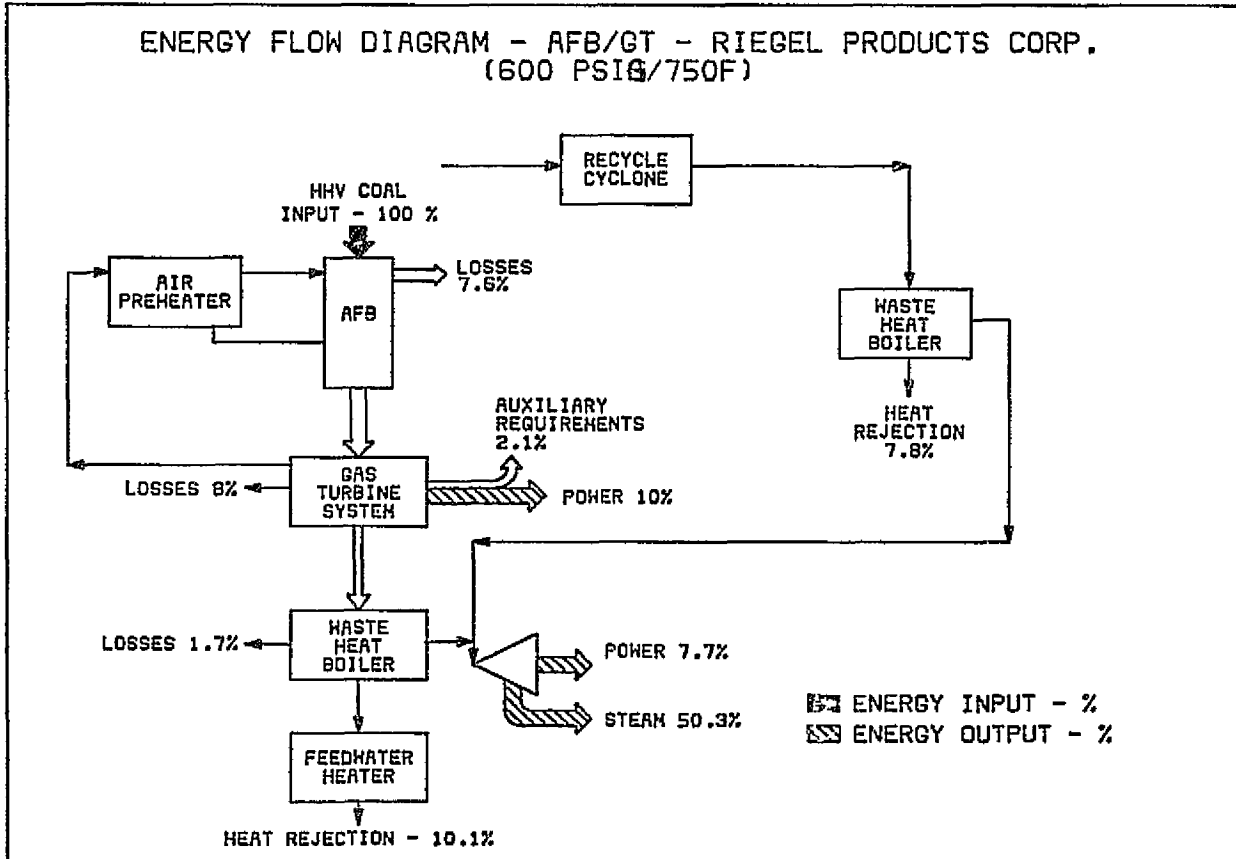 ENERGY FLOW DIAGRAM - AFB/GT - RIEGEL PRODUCTS CORP.
(600 PSIG/750F)
RECYCLE
CYCLONE
HHV COAL
INPUT - 100 %
AIR
PREHEATER
AFB
LOSSES
7.6%
WASTE
HEAT
BOILER
HEAT
REJECTION
7.8%
AUXILIARY
REQUIREMENTS
2.1%
GAS
TURBINE
SYSTEM
LOSSES 8%
POWER 10%
LOSSES 1.7%
WASTE
HEAT
BOILER
POWER 7.7%
STEAM 50.3%
ENERGY INPUT - %
ENERGY OUTPUT - %
FEEDWATER
HEATER
HEAT REJECTION - 10.1%